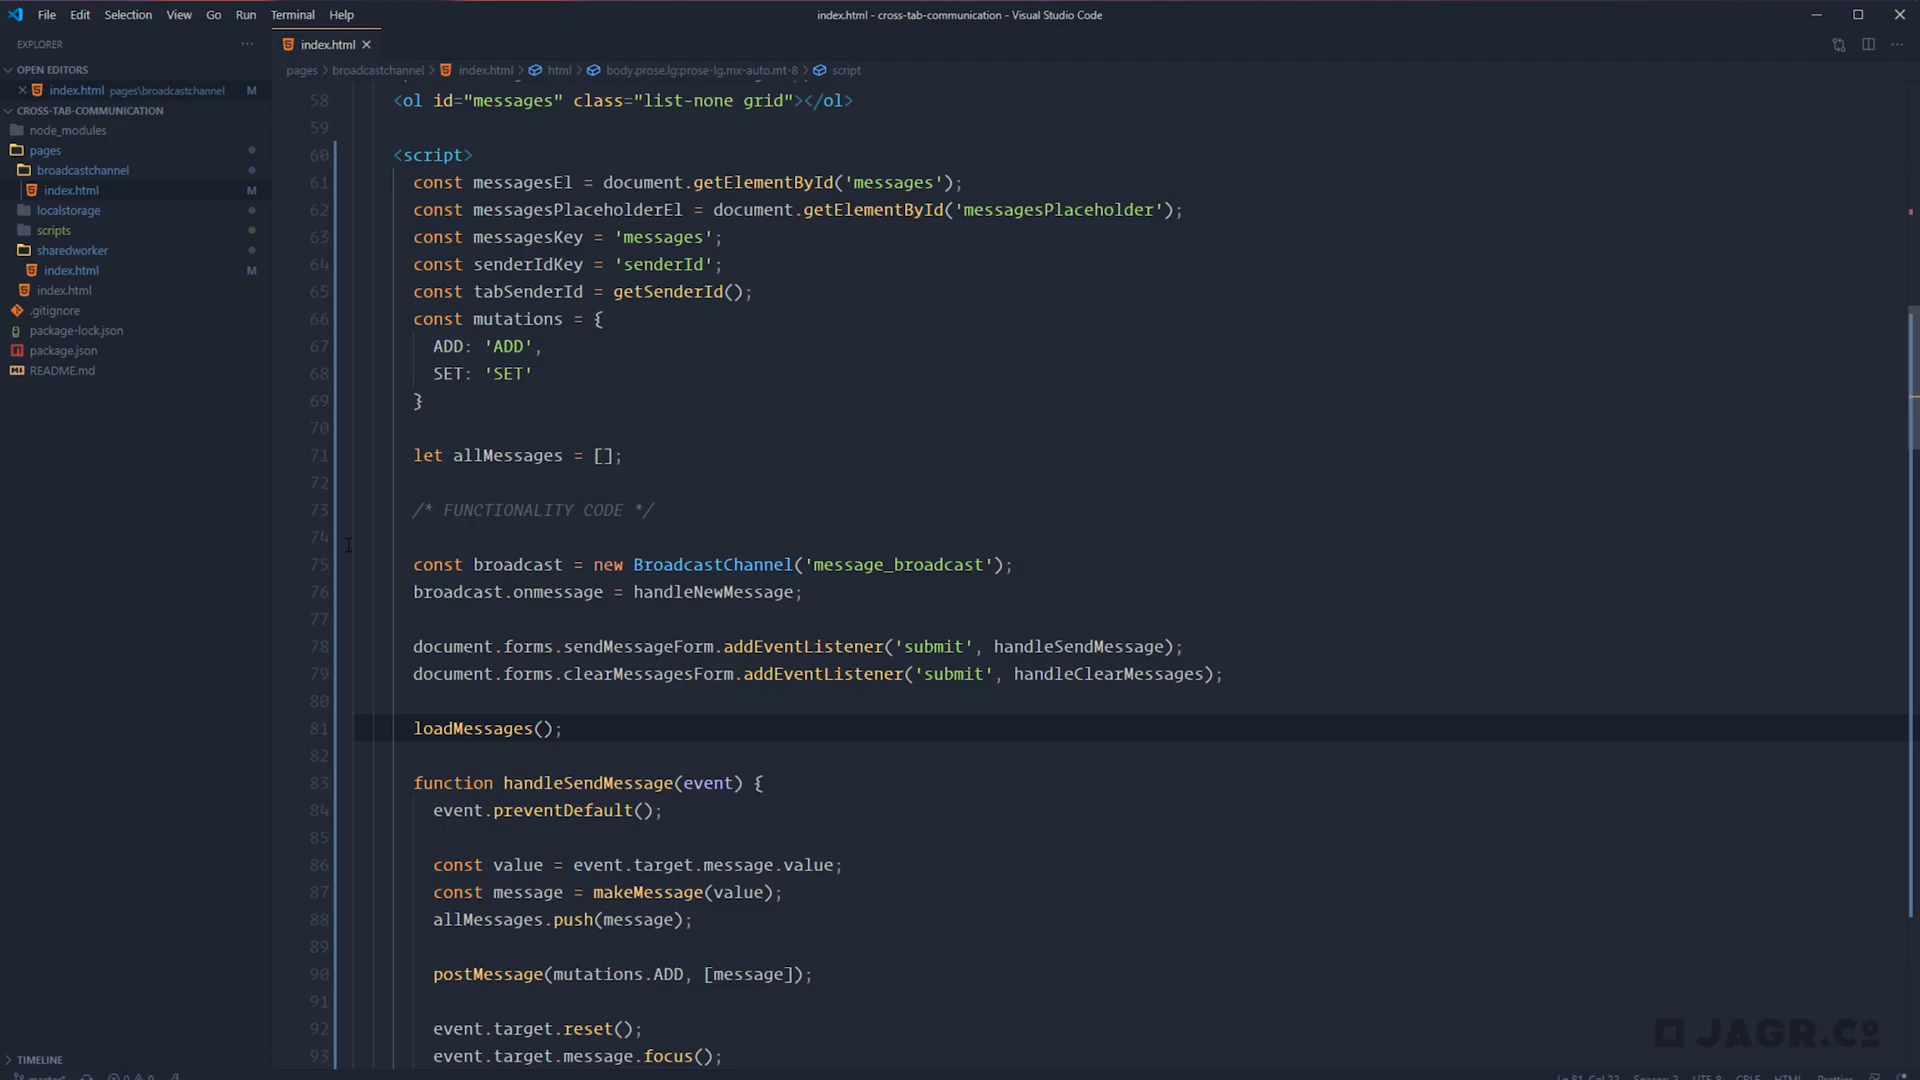 File Edit Selection View Go Run Terminal Help
index.html - cross-tab-communication - Visual Studio Code
EXPLORER
OPEN EDITORS
index.html pages\broadcastchannel M
CROSS-TAB-COMMUNICATION
node_modules
pages
broadcastchannel
index.html M
localstorage
scripts
sharedworker
index.html M
index.html
.gitignore
package-lock.json
package.json
README.md
TIMELINE
index.html
pages > broadcastchannel > index.html > html > body.prose.lg:prose-lg.mx-auto.mt-8 > script
58 <ol id="messages" class="list-none grid"></ol>
59
60 <script>
61 const messagesEl = document.getElementById('messages');
62 const messagesPlaceholderEl = document.getElementById('messagesPlaceholder');
63 const messagesKey = 'messages';
64 const senderIdKey = 'senderId';
65 const tabSenderId = getSenderId();
66 const mutations = {
67 ADD: 'ADD',
68 SET: 'SET'
69 }
70
71 let allMessages = [];
72
73 /* FUNCTIONALITY CODE */
74
75 const broadcast = new BroadcastChannel('message_broadcast');
76 broadcast.onmessage = handleNewMessage;
77
78 document.forms.sendMessageForm.addEventListener('submit', handleSendMessage);
79 document.forms.clearMessagesForm.addEventListener('submit', handleClearMessages);
80
81 loadMessages();
82
83 function handleSendMessage(event) {
84 event.preventDefault();
85
86 const value = event.target.message.value;
87 const message = makeMessage(value);
88 allMessages.push(message);
89
90 postMessage(mutations.ADD, [message]);
91
92 event.target.reset();
93 event.target.message.focus();
JAGR.CO